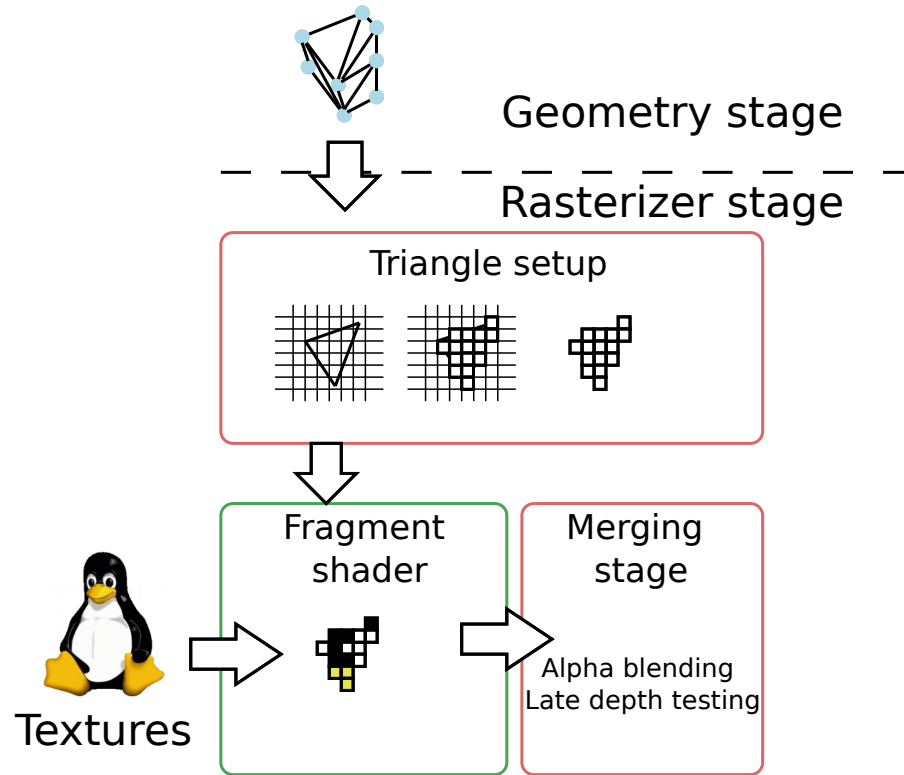 Geometry stage
Rasterizer stage
Triangle setup
Fragment
shader
Merging
stage
Alpha blending
Late depth testing
Textures